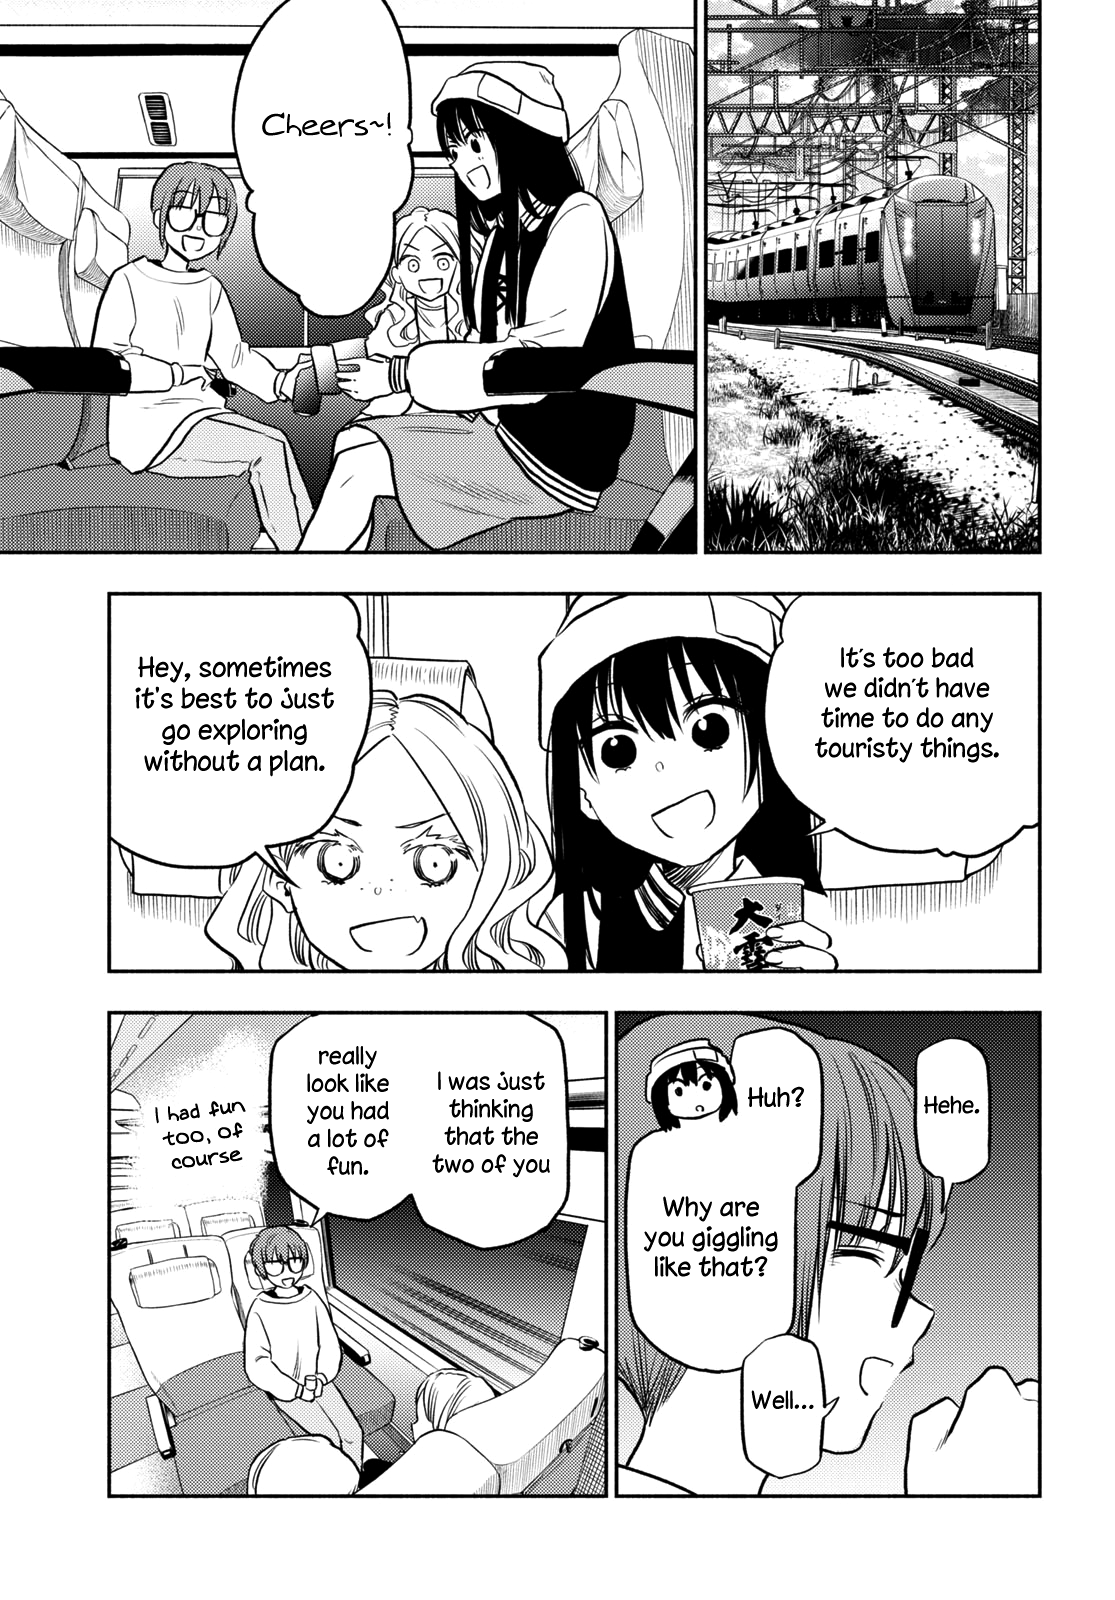 Cheers~!
It's too bad
we didn't have
time to do any
touristy things.
Hey, sometimes
it's best to just
go exploring
without a plan.
大雪
Hehe.
Huh?
Why are
you giggling
like that?
Well...
I was just
thinking
that the
two of you
really
look like
you had
a lot of
fun.
I had fun
too, of
course